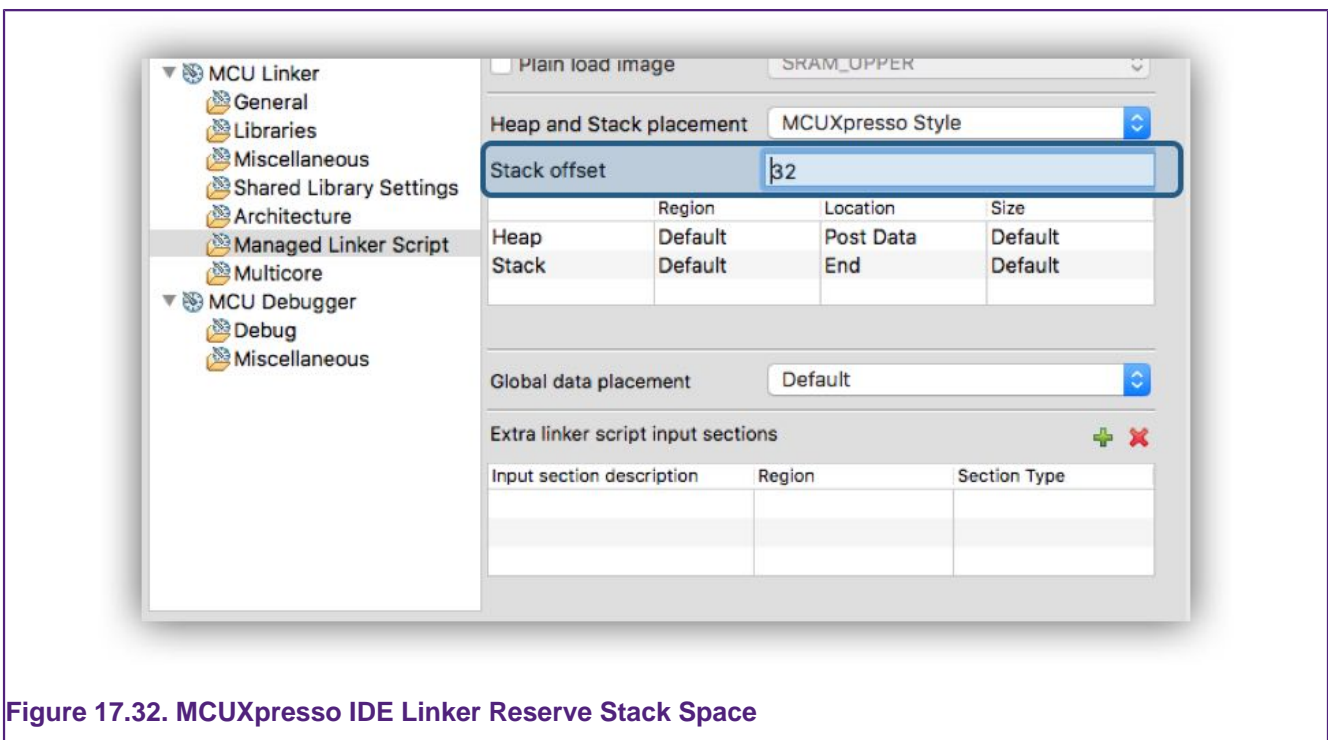 MCU Linker
General
Libraries
Miscellaneous
Shared Library Settings
Architecture
Managed Linker Script
Multicore
MCU Debugger
Debug
Miscellaneous
Plain load image SRAM_UPPER
Heap and Stack placement MCUXpresso Style
Stack offset 32
Region Location Size
Heap Default Post Data Default
Stack Default End Default
Global data placement Default
Extra linker script input sections
Input section description Region Section Type
Figure 17.32. MCUXpresso IDE Linker Reserve Stack Space